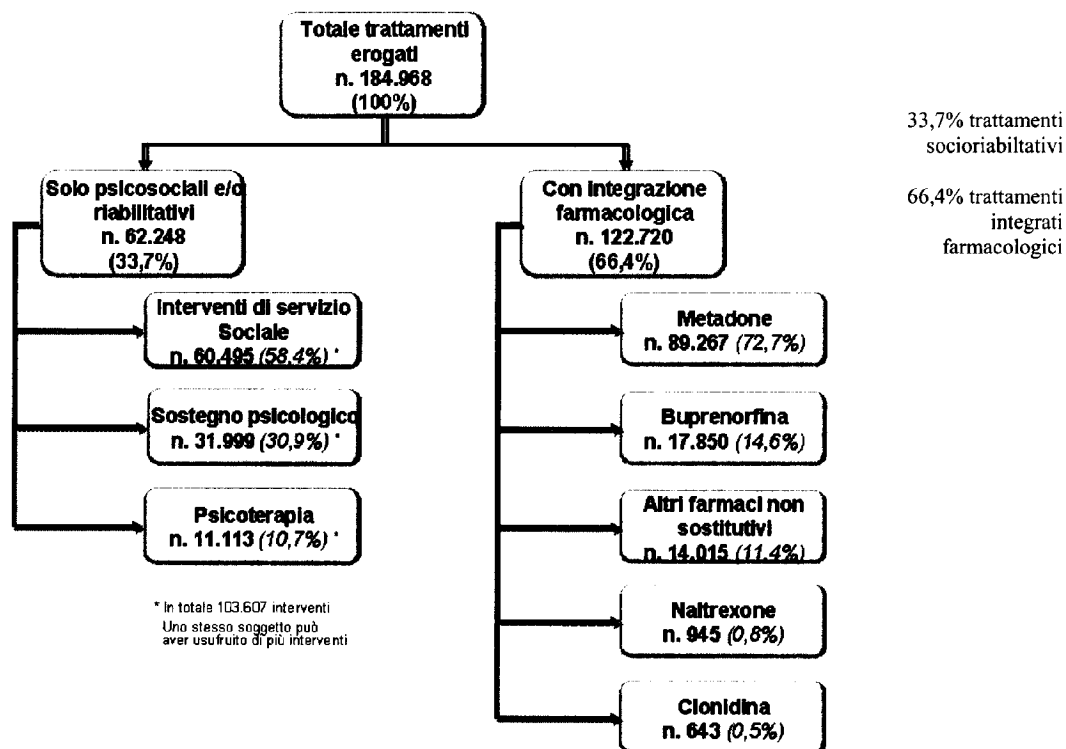 Totale trattamenti
erogati
n. 184.968
(100%)
33,7% trattamenti
socioriabiltativi
66,4% trattamenti
integrati
farmacologici
Solo psicosociali e/o
riabilitativi
n. 62.248
(33,7%)
Con integrazione
farmacologica
n. 122.720
(66,4%)
Interventi di servizio
Sociale
n. 60.495 (58,4%) *
Sostegno psicologico
n. 31.999 (30,9%) *
Psicoterapia
n. 11.113 (10,7%) *
* In totale 103.607 interventi
Uno stesso soggetto può
aver usufruito di più interventi
Metadone
n. 89.267 (72,7%)
Buprenorfina
n. 17.850 (14,6%)
Altri farmaci non
sostitutivi
n. 14.015 (11,4%)
Naltrexone
n. 945 (0,8%)
Clonidina
n. 643 (0,5%)